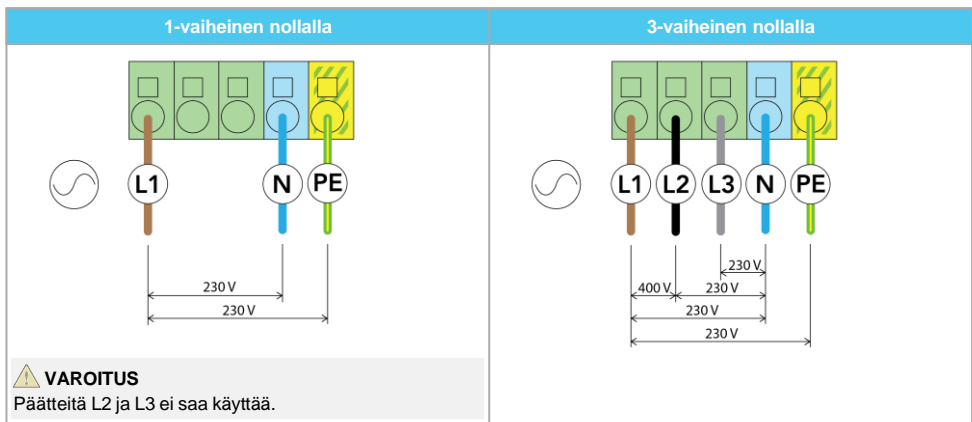 1-vaiheinen nollalla
L1
N
PE
230 V
230 V
VAROITUS
Päätteitä L2 ja L3 ei saa käyttää.
3-vaiheinen nollalla
L1
L2
L3
N
PE
230 V
400 V
230 V
230 V
230 V